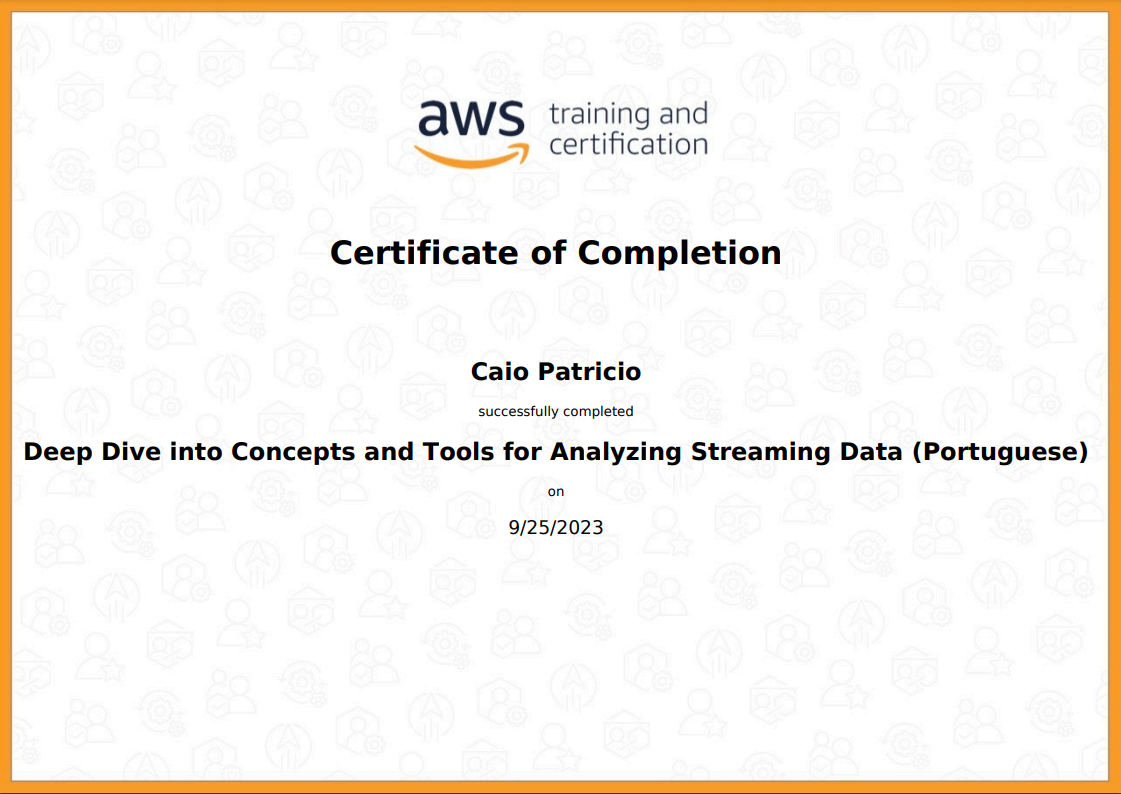 aws training and
certification
Certificate of Completion
Caio Patricio
successfully completed
Deep Dive into Concepts and Tools for Analyzing Streaming Data (Portuguese)
on
9/25/2023